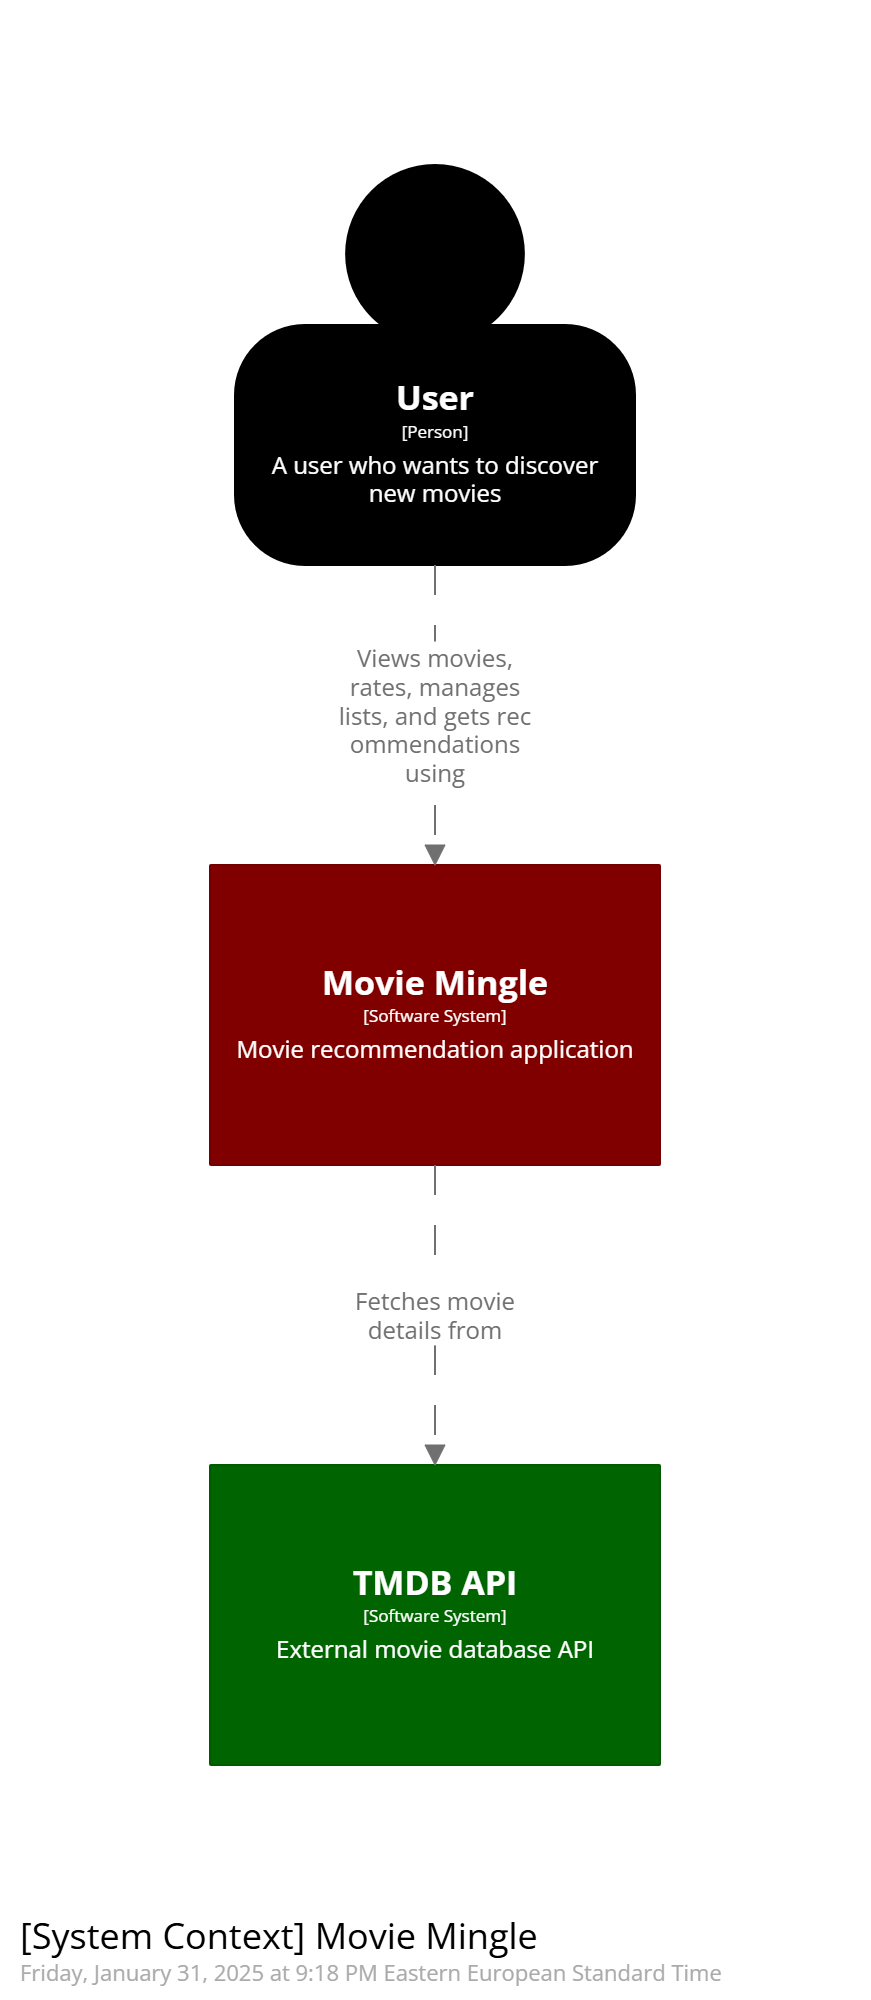 User
[Person]
A user who wants to discover
new movies
Views movies,
rates, manages
lists, and gets rec
ommendations
using
Movie Mingle
[Software System]
Movie recommendation application
Fetches movie
details from
TMDB API
[Software System]
External movie database API
[System Context] Movie Mingle
Friday, January 31, 2025 at 9:18 PM Eastern European Standard Time